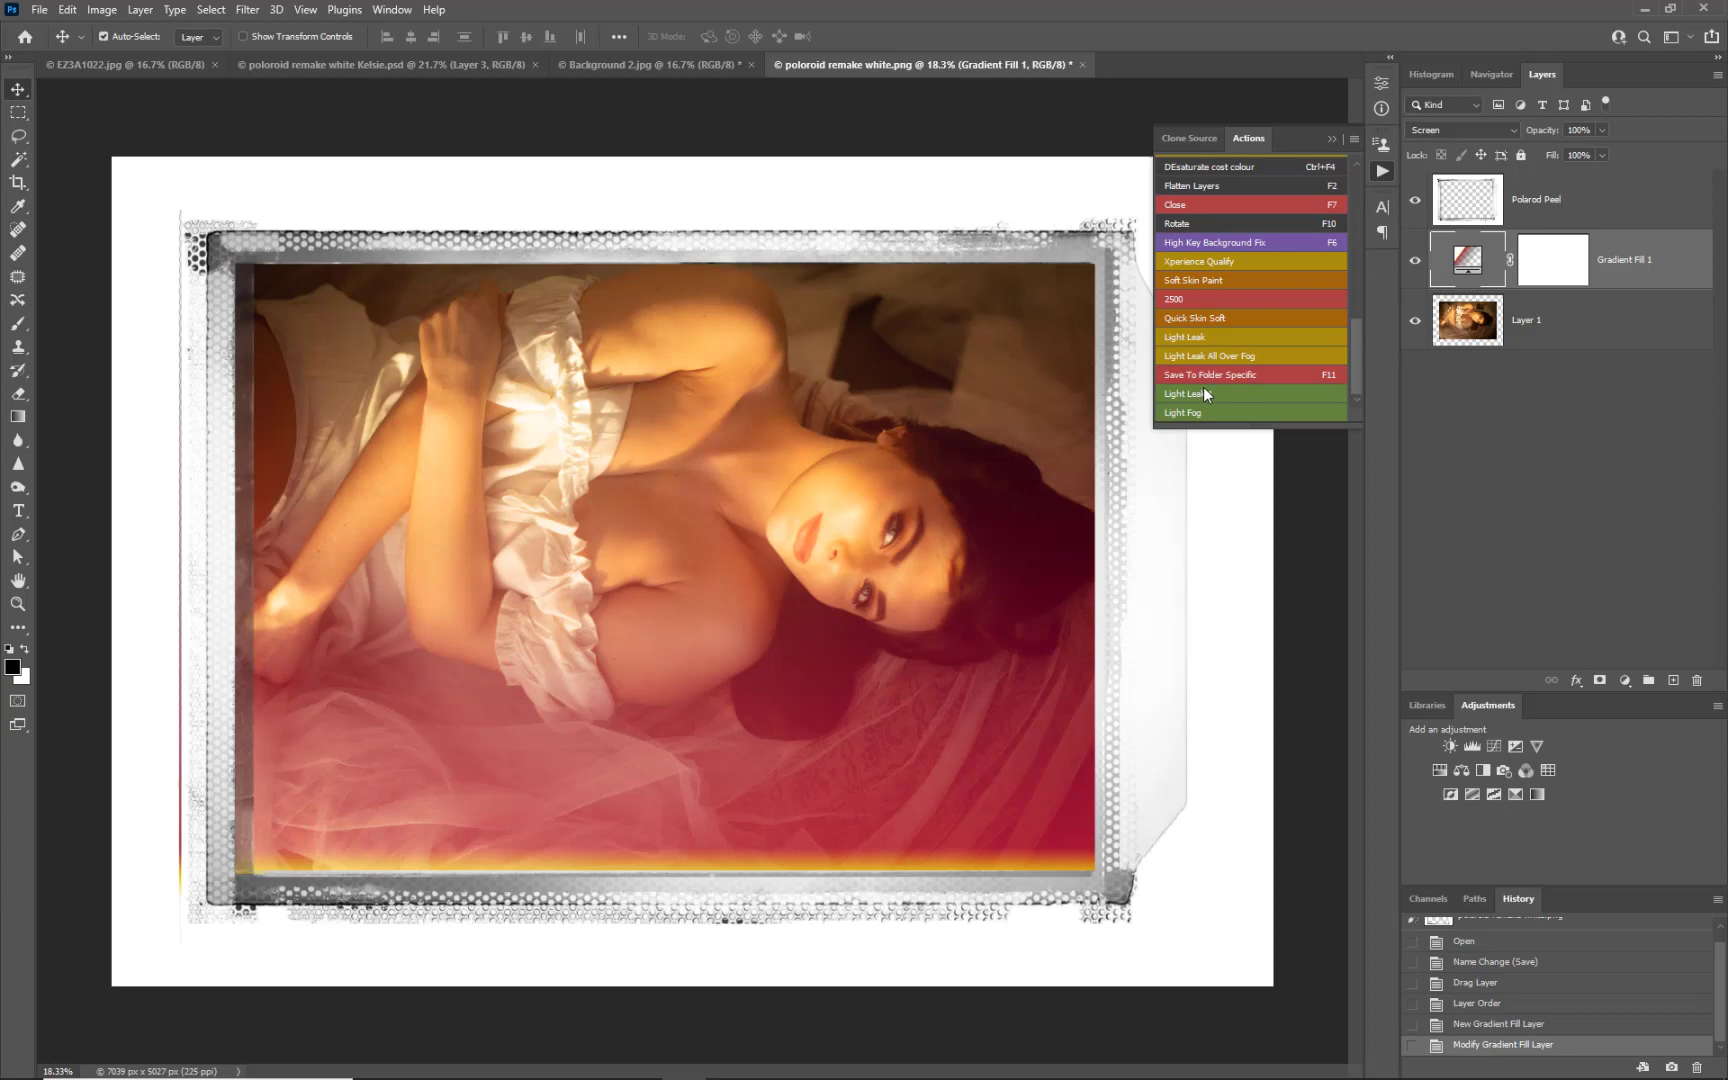 Ps File Edit Image Layer Type Select Filter 3D View Plugins Window Help
Auto-Select: Layer Show Transform Controls 3D Mode:
© EZ3A1022.jpg @ 16.7% (RGB/8) × © poloroid remake white Kelsie.psd @ 21.7% (Layer 3, RGB/8) × © Background 2.jpg @ 16.7% (RGB/8) * × © poloroid remake white.png @ 18.3% (Gradient Fill 1, RGB/8) * ×
Histogram Navigator Layers
Kind
Screen Opacity: 100%
Lock: Fill: 100%
Polarod Peel
Gradient Fill 1
Layer 1
Clone Source Actions
DEsaturate cost colour Ctrl+F4
Flatten Layers F2
Close F7
Rotate F10
High Key Background Fix F6
Xperience Qualify
Soft Skin Paint
2500
Quick Skin Soft
Light Leak
Light Leak All Over Fog
Save To Folder Specific F11
Light Leak
Light Fog
Libraries Adjustments
Add an adjustment
Channels Paths History
Open
Name Change (Save)
Drag Layer
Layer Order
New Gradient Fill Layer
Modify Gradient Fill Layer
18.33% © 7039 px x 5027 px (225 ppi)